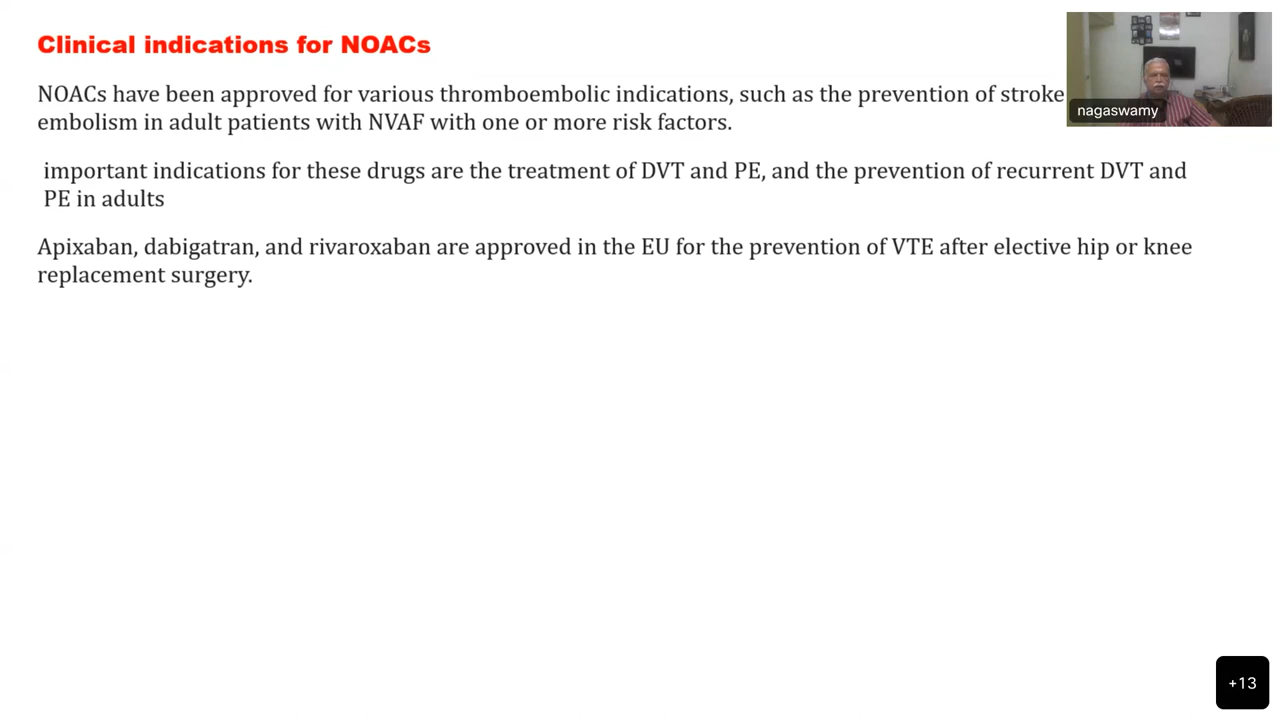 Clinical indications for NOACs
NOACs have been approved for various thromboembolic indications, such as the prevention of stroke
embolism in adult patients with NVAF with one or more risk factors.
important indications for these drugs are the treatment of DVT and PE, and the prevention of recurrent DVT and
PE in adults
Apixaban, dabigatran, and rivaroxaban are approved in the EU for the prevention of VTE after elective hip or knee
replacement surgery.
nagaswamy
+13